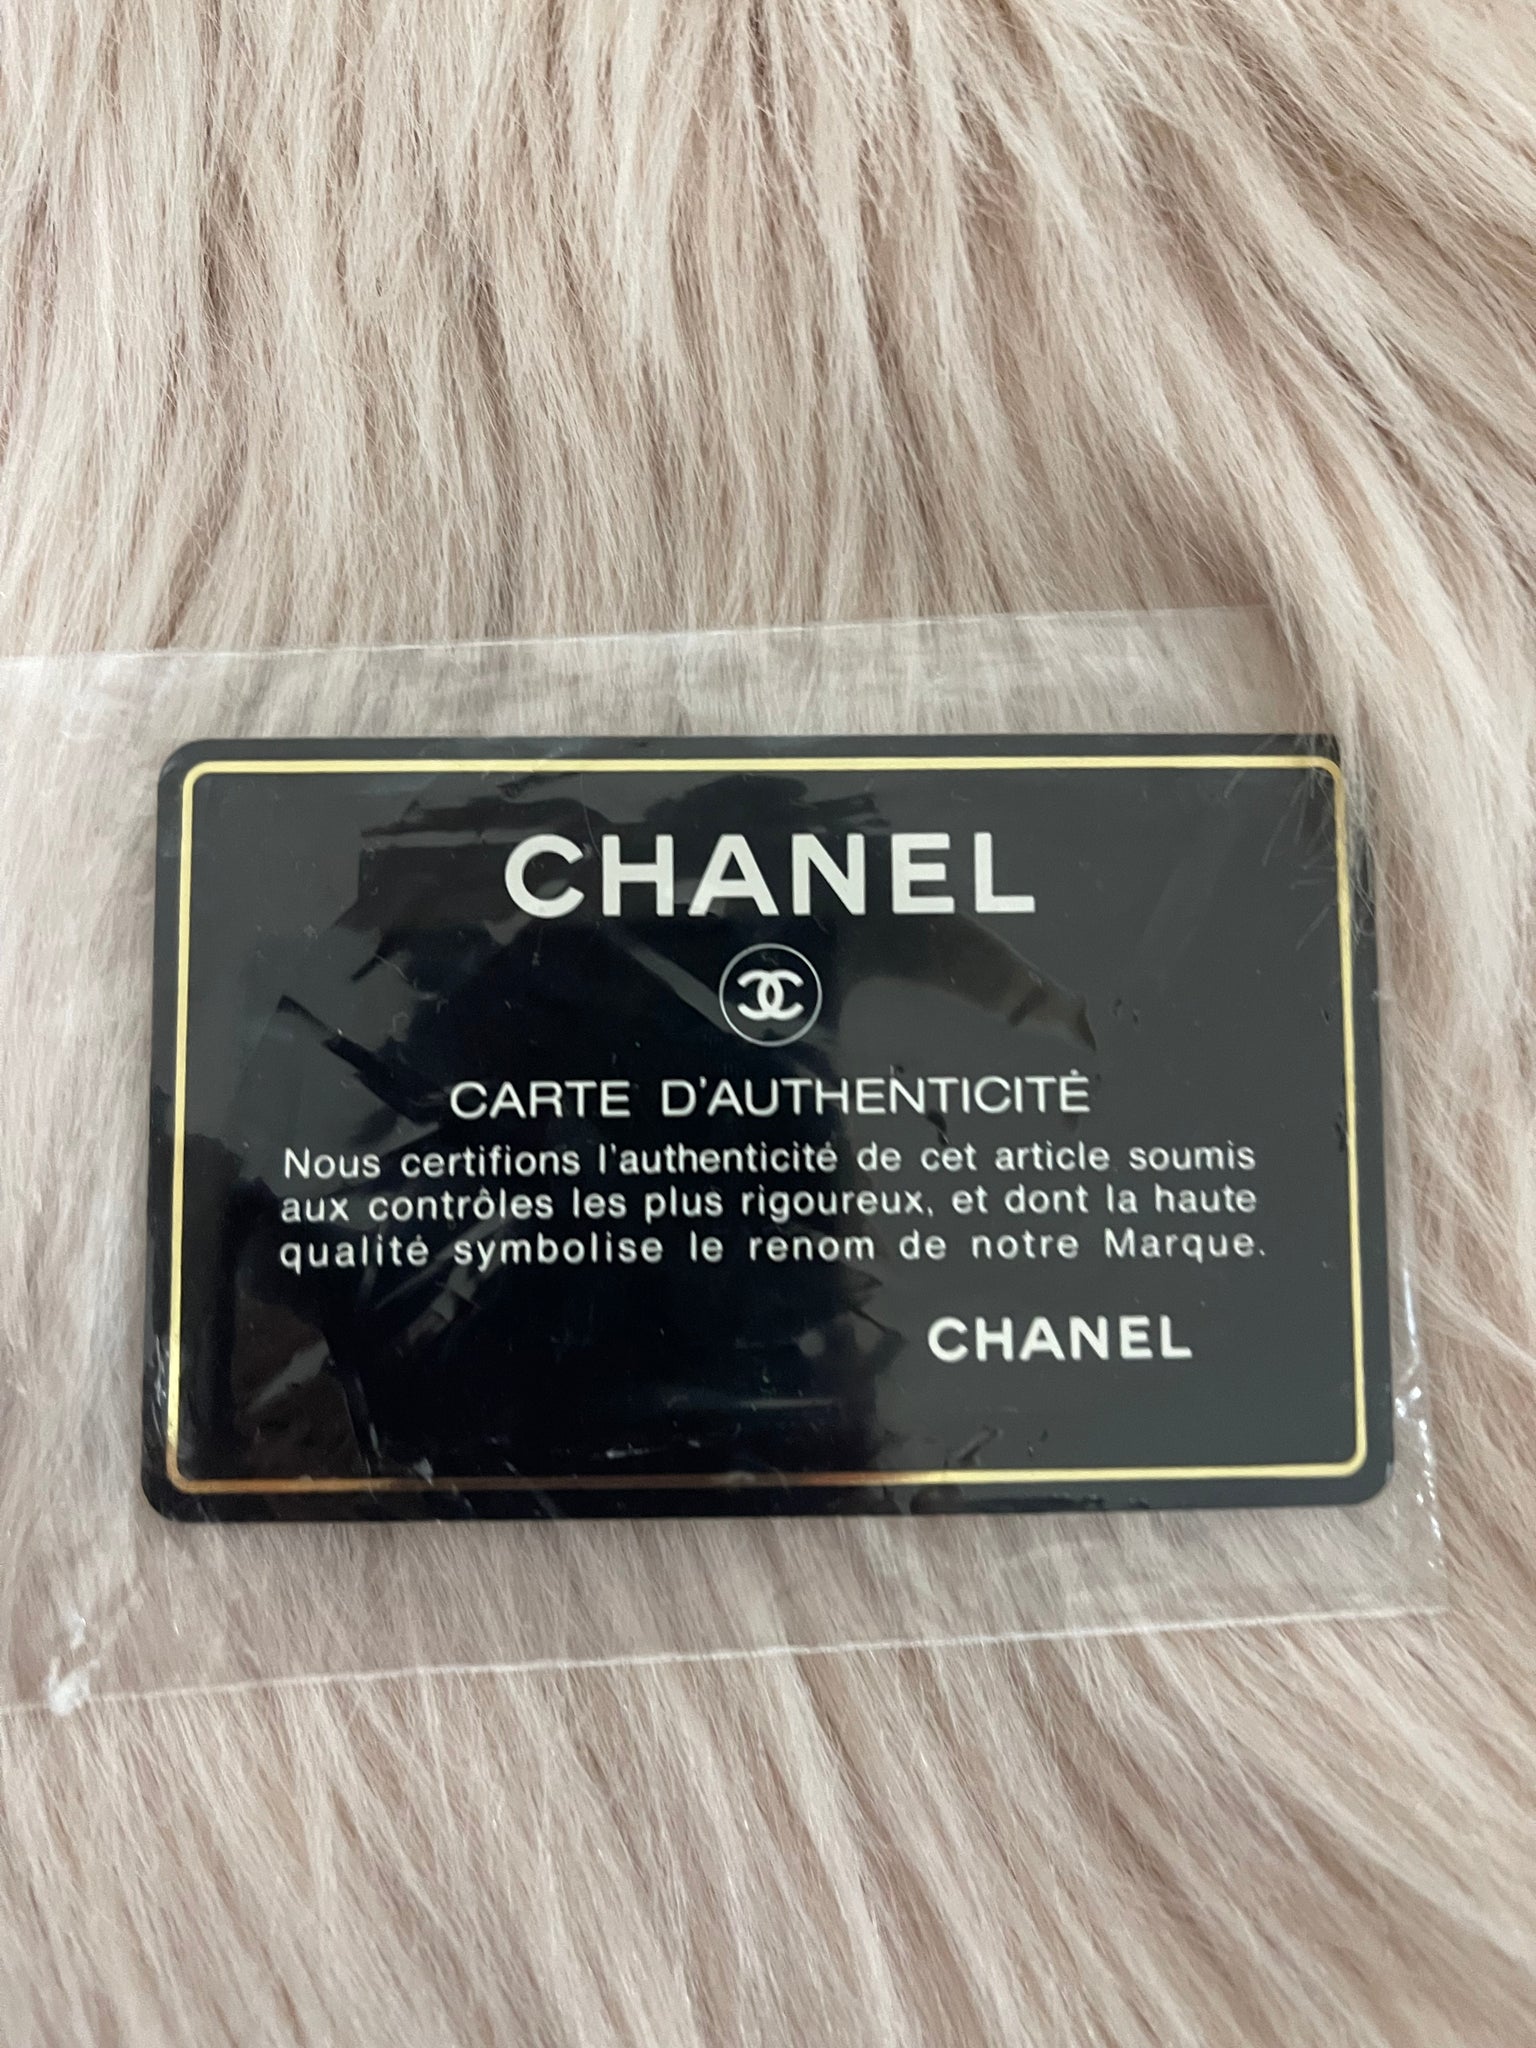 CHANEL
CARTE D'AUTHENTICITÉ
Nous certifions l'authenticité de cet article soumis
aux contrôles les plus rigoureux, et dont la haute
qualité symbolise le renom de notre Marque.
CHANEL